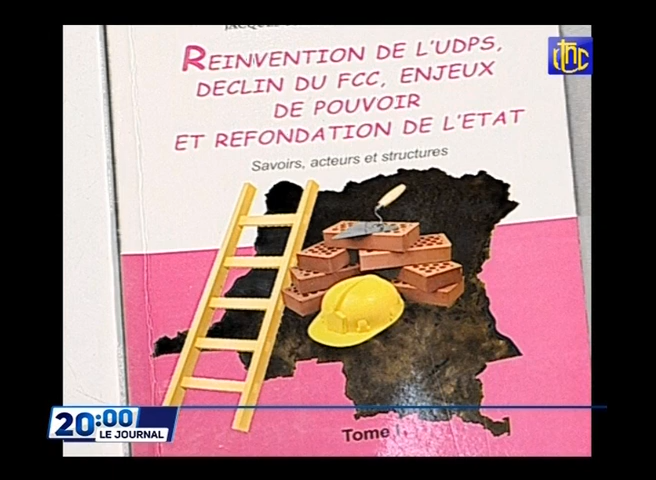 REINVENTION DE L'UDPS,
DECLIN DU FCC, ENJEUX
DE POUVOIR
ET REFONDATION DE L'ETAT
Savoirs, acteurs et structures
Tome I
20:00
LE JOURNAL